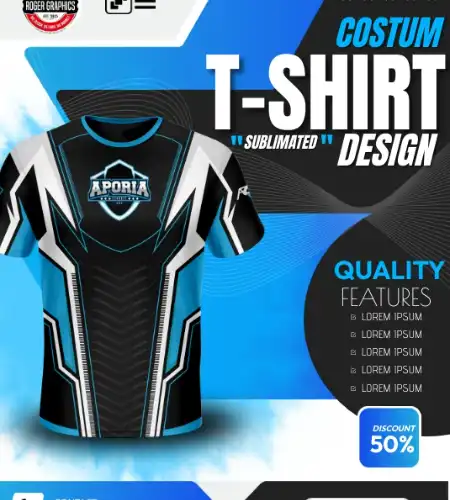 ROGER GRAPHICS
COSTUM
T-SHIRT
"SUBLIMATED" DESIGN
APORIA
QUALITY
FEATURES
LOREM IPSUM
LOREM IPSUM
LOREM IPSUM
LOREM IPSUM
LOREM IPSUM
DISCOUNT
50%